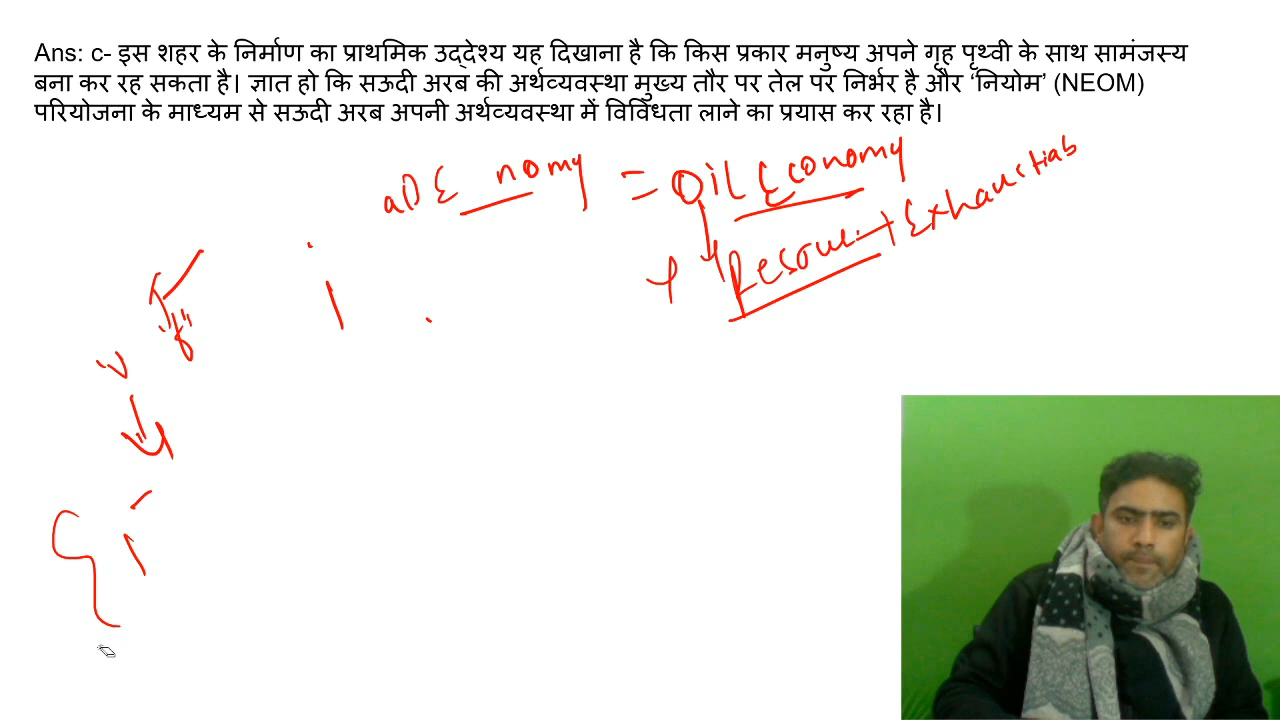 Ans: c- इस शहर के निर्माण का प्राथमिक उद्देश्य यह दिखाना है कि किस प्रकार मनुष्य अपने गृह पृथ्वी के साथ सामंजस्य
बना कर रह सकता है। ज्ञात हो कि सऊदी अरब की अर्थव्यवस्था मुख्य तौर पर तेल पर निर्भर है और ‘नियोम’ (NEOM)
परियोजना के माध्यम से सऊदी अरब अपनी अर्थव्यवस्था में विविधता लाने का प्रयास कर रहा है।
nomy = Oil Economy